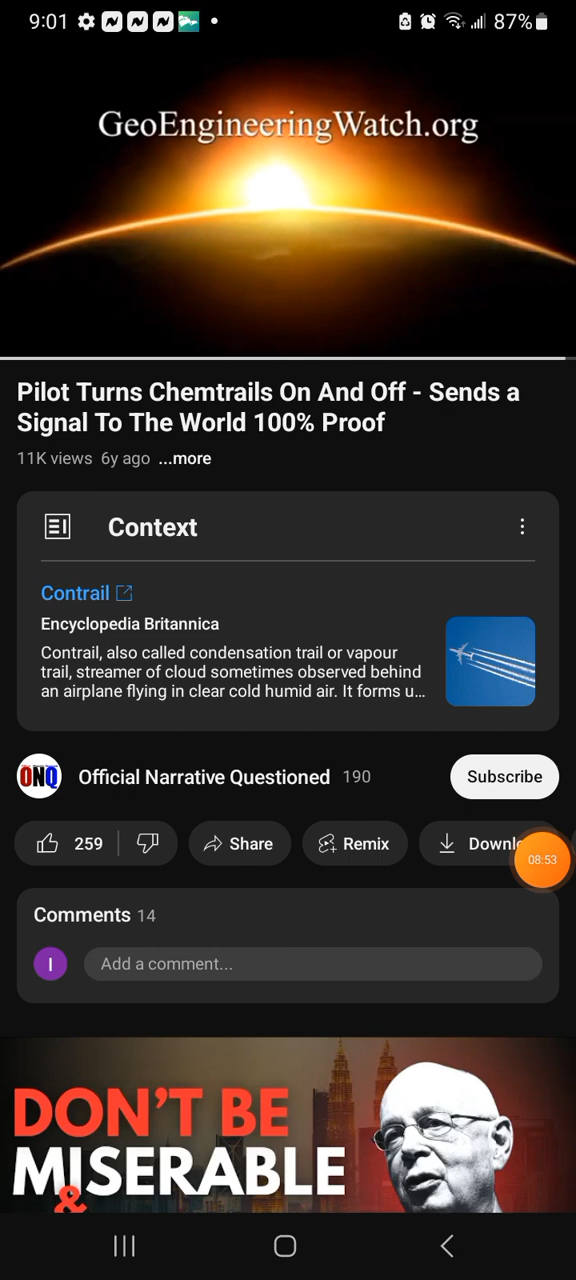 9:01
87%
GeoEngineeringWatch.org
Pilot Turns Chemtrails On And Off - Sends a
Signal To The World 100% Proof
11K views 6y ago ...more
Context
Contrail
Encyclopedia Britannica
Contrail, also called condensation trail or vapour
trail, streamer of cloud sometimes observed behind
an airplane flying in clear cold humid air. It forms u...
ONQ
Official Narrative Questioned 190
Subscribe
259
Share
Remix
Downl
08:53
Comments 14
I
Add a comment...
DON'T BE
MISERABLE
&